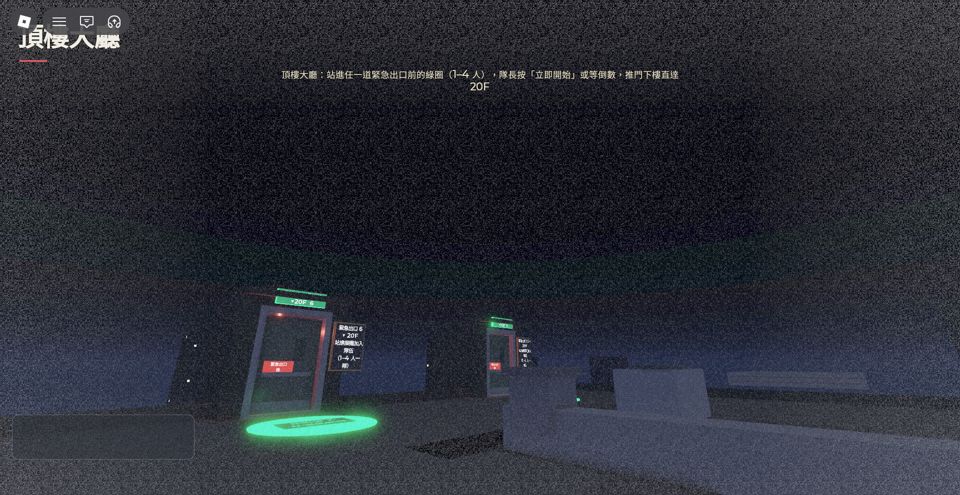 頂樓大廳
頂樓大廳：站進任一道緊急出口前的綠圈（1–4 人），隊長按「立即開始」或等倒數，推門下樓直達
20F
▼20F 6
緊急出口 6
▼ 20F
站進綠圈加入
隊伍
（1–4 人一
緊急出口